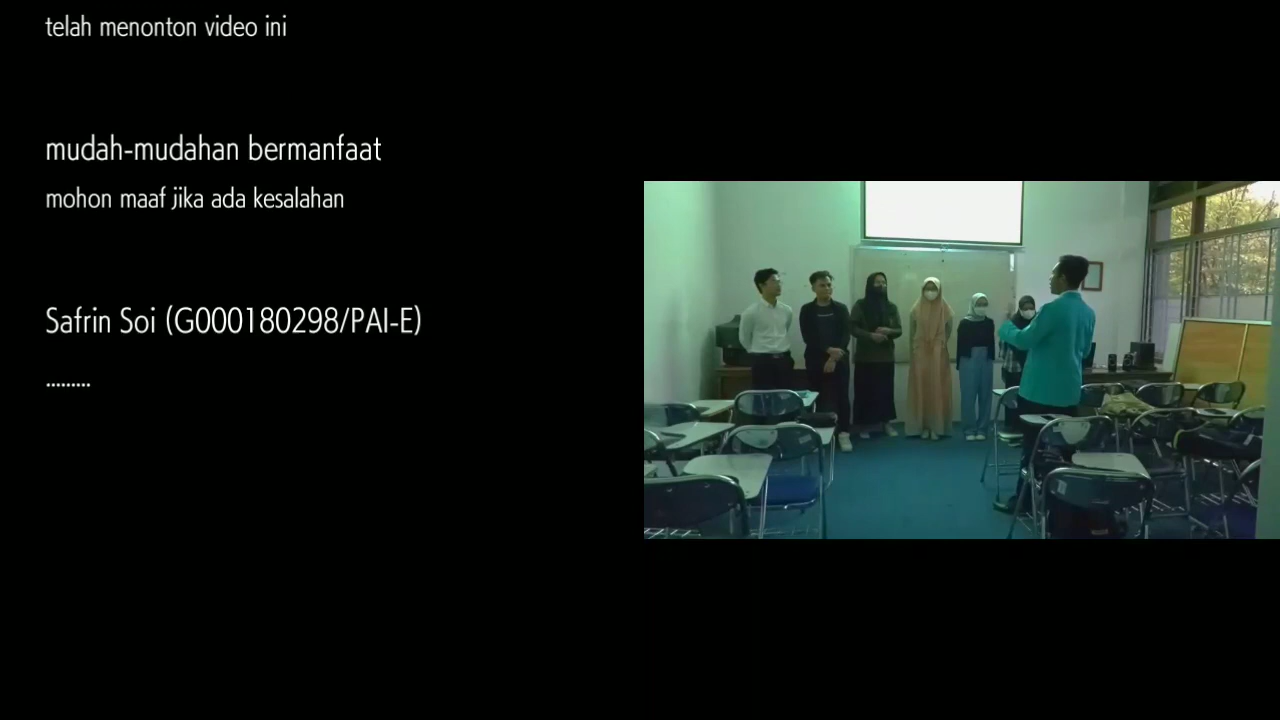 telah menonton video ini
mudah-mudahan bermanfaat
mohon maaf jika ada kesalahan
Safrin Soi (G000180298/PAI-E)
.........